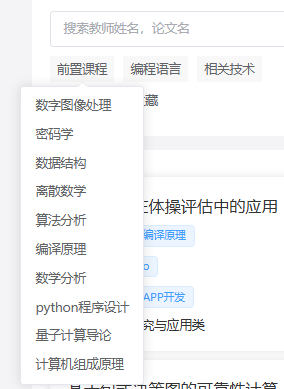 搜索教师姓名，论文名
前置课程
编程语言
相关技术
数字图像处理
密码学
数据结构
离散数学
算法分析
编译原理
数学分析
python程序设计
量子计算导论
计算机组成原理
藏
体操评估中的应用
编译原理
o
APP开发
究与应用类